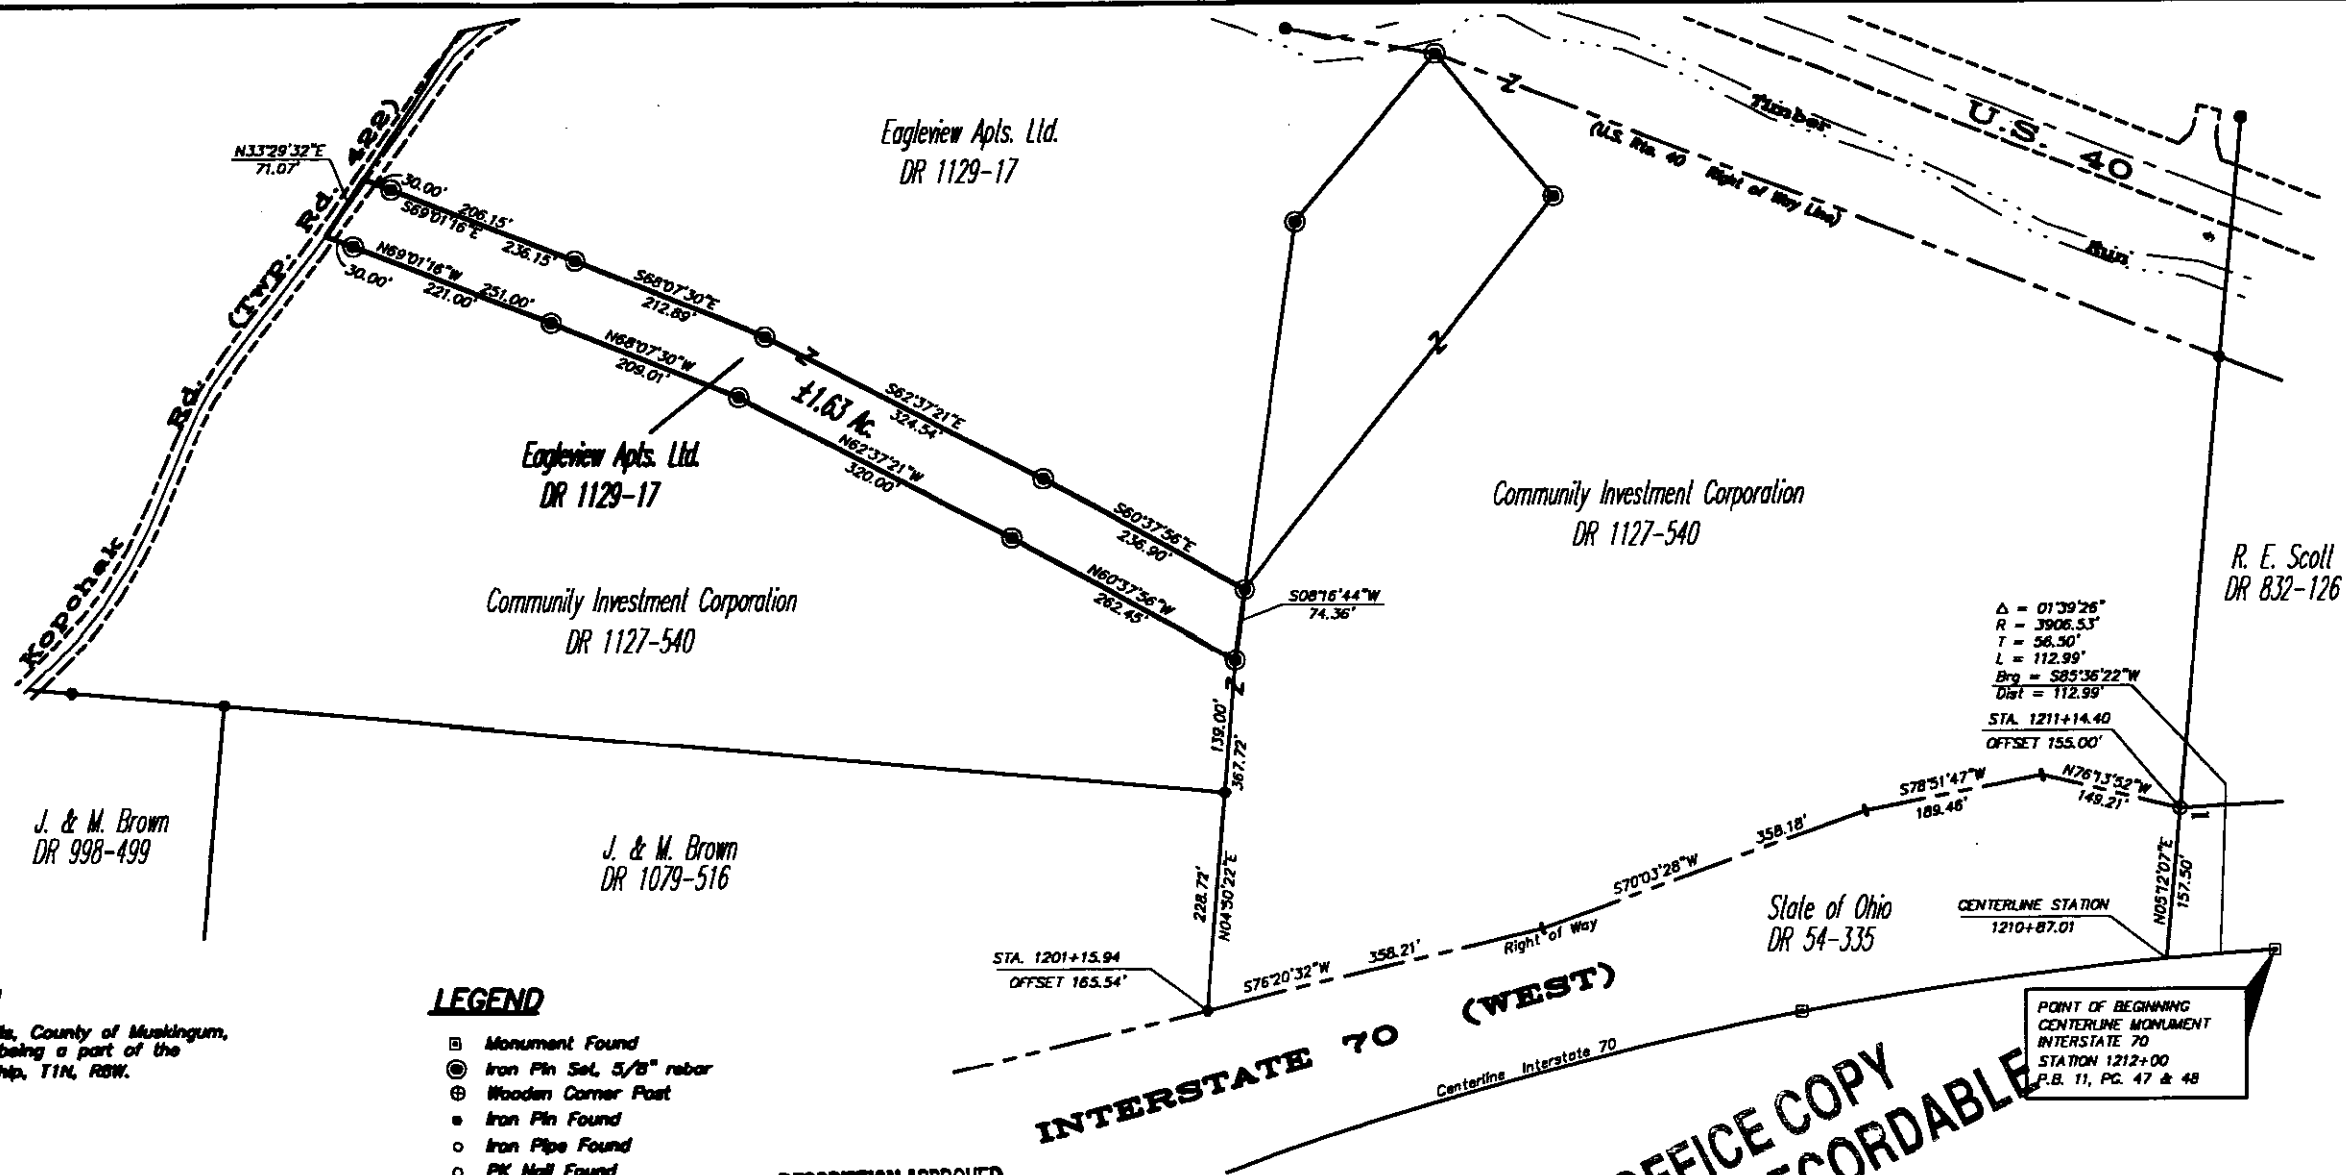 Eagleview Apts. Ltd.
DR 1129-17
N33°29'32"E
71.07'
Kopchak Rd. (Twp. Rd. 422)
30.00'
206.15'
S69°01'16"E
236.15'
S68°07'30"E
212.89'
S62°37'21"E
324.54'
S60°37'56"E
236.90'
30.00'
N69°01'16"W
251.00'
221.00'
N68°07'30"W
209.01'
N62°37'21"W
320.00'
N60°37'56"W
262.45'
±1.63 Ac.
Eagleview Apts. Ltd.
DR 1129-17
Community Investment Corporation
DR 1127-540
S08°16'44"W
74.36'
139.00'
367.72'
228.72'
N04°50'22"E
Timber Run
U.S. 40
(U.S. Rte. 40 Right of Way Line)
Community Investment Corporation
DR 1127-540
R. E. Scott
DR 832-126
Δ = 01°39'26"
R = 3906.53'
T = 56.50'
L = 112.99'
Brg = S85°36'22"W
Dist = 112.99'
STA. 1211+14.40
OFFSET 155.00'
J. & M. Brown
DR 998-499
J. & M. Brown
DR 1079-516
STA. 1201+15.94
OFFSET 165.54'
S76°20'32"W
358.21'
Right of Way
S70°03'28"W
358.18'
S78°51'47"W
189.46'
N76°13'52"W
149.21'
N05°12'07"E
157.50'
State of Ohio
DR 54-335
CENTERLINE STATION
1210+87.01
INTERSTATE 70 (WEST)
Centerline Interstate 70
POINT OF BEGINNING
CENTERLINE MONUMENT
INTERSTATE 70
STATION 1212+00
P.B. 11, PG. 47 & 48
County of Muskingum,
being a part of the
T1N, R8W.
LEGEND
Monument Found
Iron Pin Set, 5/8" rebar
Wooden Corner Post
Iron Pin Found
Iron Pipe Found
PK Nail Found
DESCRIPTION APPROVED
OFFICE COPY
RECORDABLE